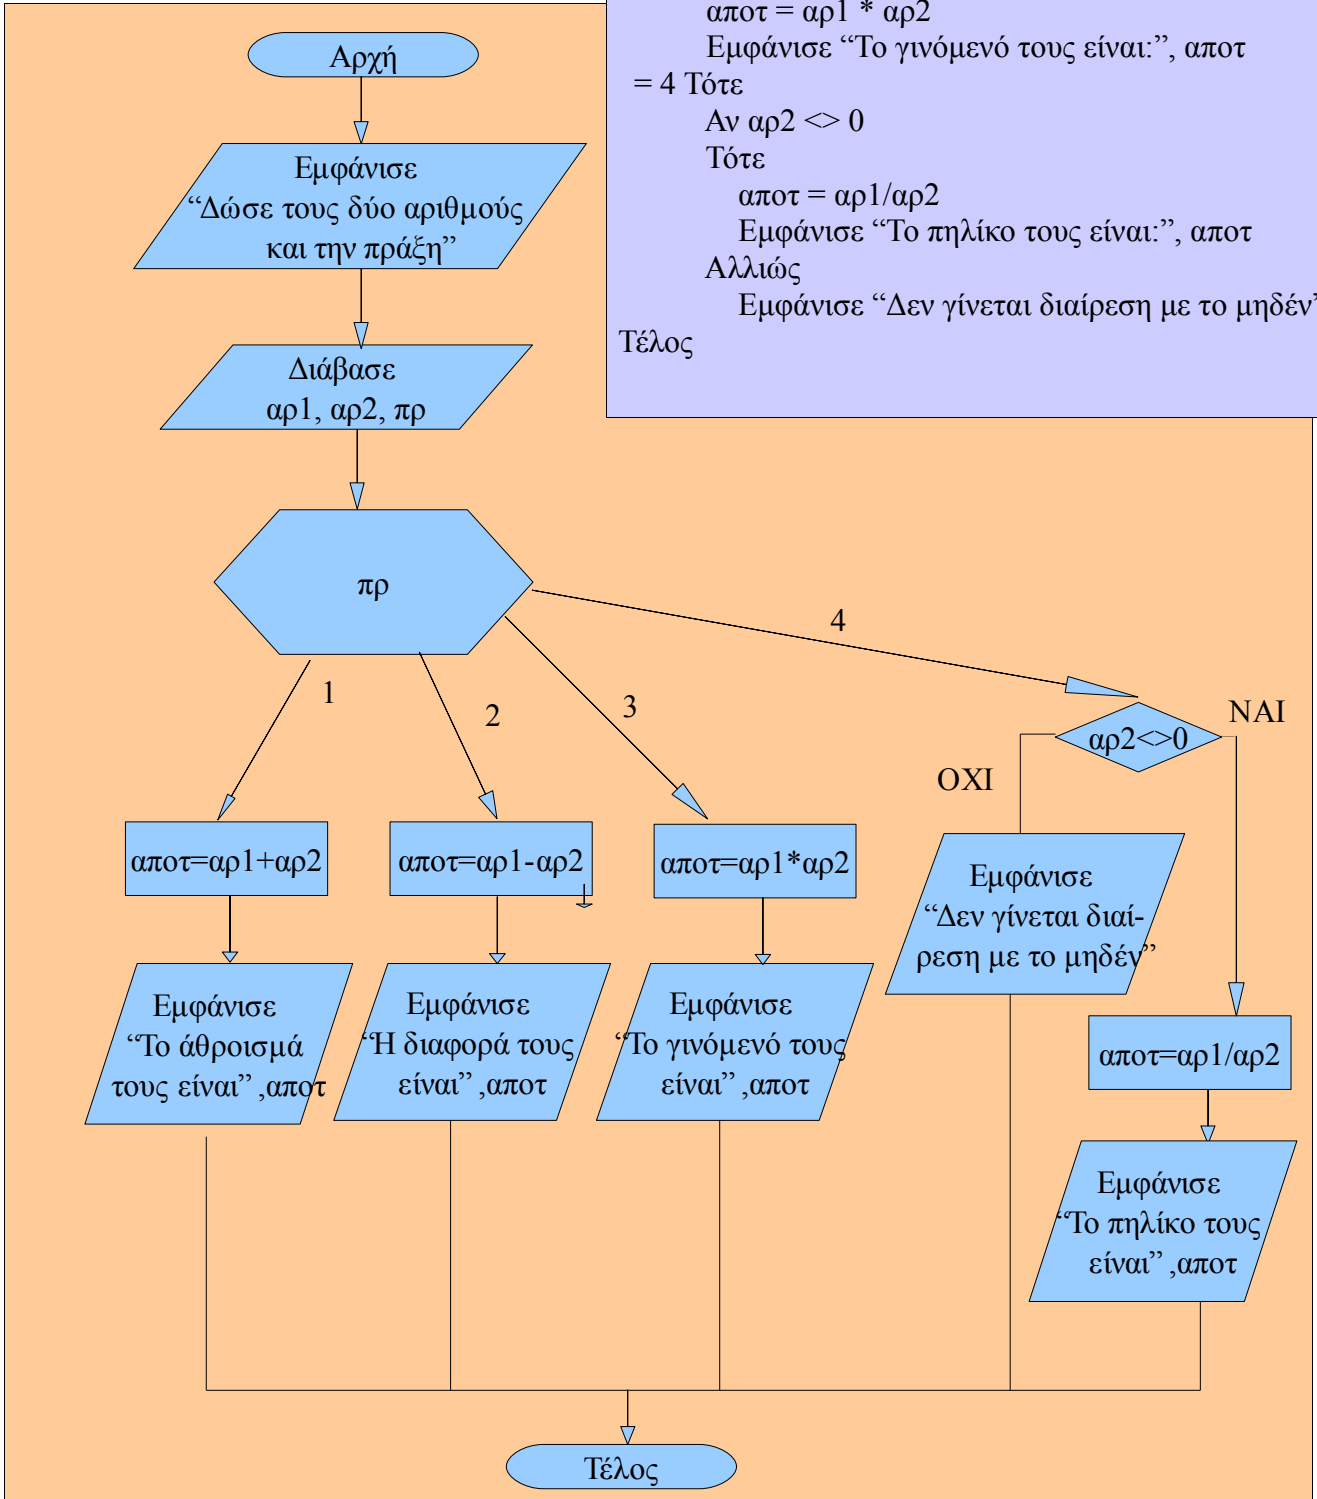 αποτ = αρ1 * αρ2
Εμφάνισε “Το γινόμενό τους είναι:”, αποτ
= 4 Τότε
Αν αρ2 <> 0
Τότε
αποτ = αρ1/αρ2
Εμφάνισε “Το πηλίκο τους είναι:”, αποτ
Αλλιώς
Εμφάνισε “Δεν γίνεται διαίρεση με το μηδέν”
Τέλος
Αρχή
Εμφάνισε
“Δώσε τους δύο αριθμούς
και την πράξη”
Διάβασε
αρ1, αρ2, πρ
πρ
1
2
3
4
αρ2<>0
ΝΑΙ
ΟΧΙ
αποτ=αρ1+αρ2
Εμφάνισε
“Το άθροισμά
τους είναι” ,αποτ
αποτ=αρ1-αρ2
Εμφάνισε
“Η διαφορά τους
είναι” ,αποτ
αποτ=αρ1*αρ2
Εμφάνισε
“Το γινόμενό τους
είναι” ,αποτ
Εμφάνισε
“Δεν γίνεται διαί-
ρεση με το μηδέν”
αποτ=αρ1/αρ2
Εμφάνισε
“Το πηλίκο τους
είναι” ,αποτ
Τέλος